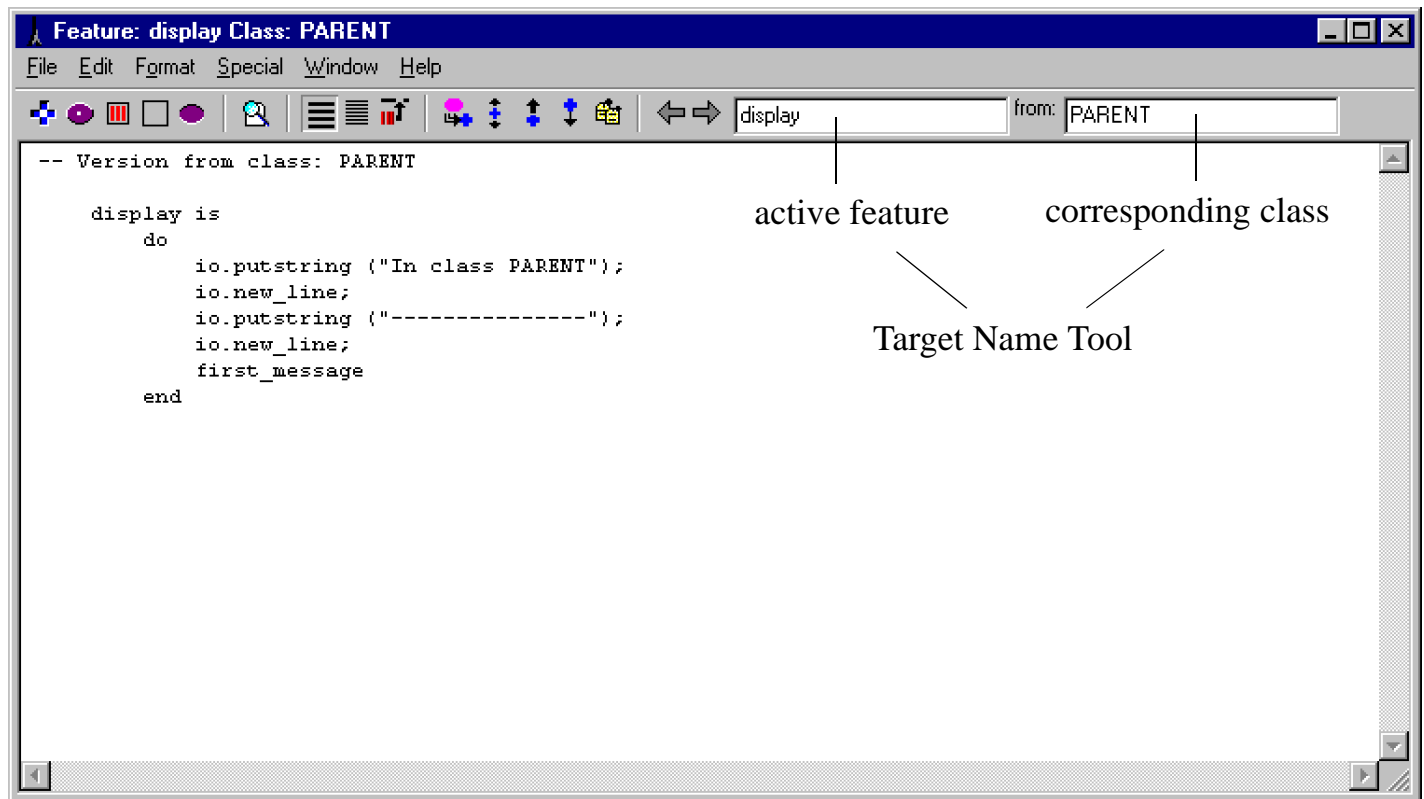 Feature: display Class: PARENT
File Edit Format Special Window Help
display from: PARENT
-- Version from class: PARENT
display is
do
io.putstring ("In class PARENT");
io.new_line;
io.putstring ("---------------");
io.new_line;
first_message
end
active feature corresponding class
Target Name Tool